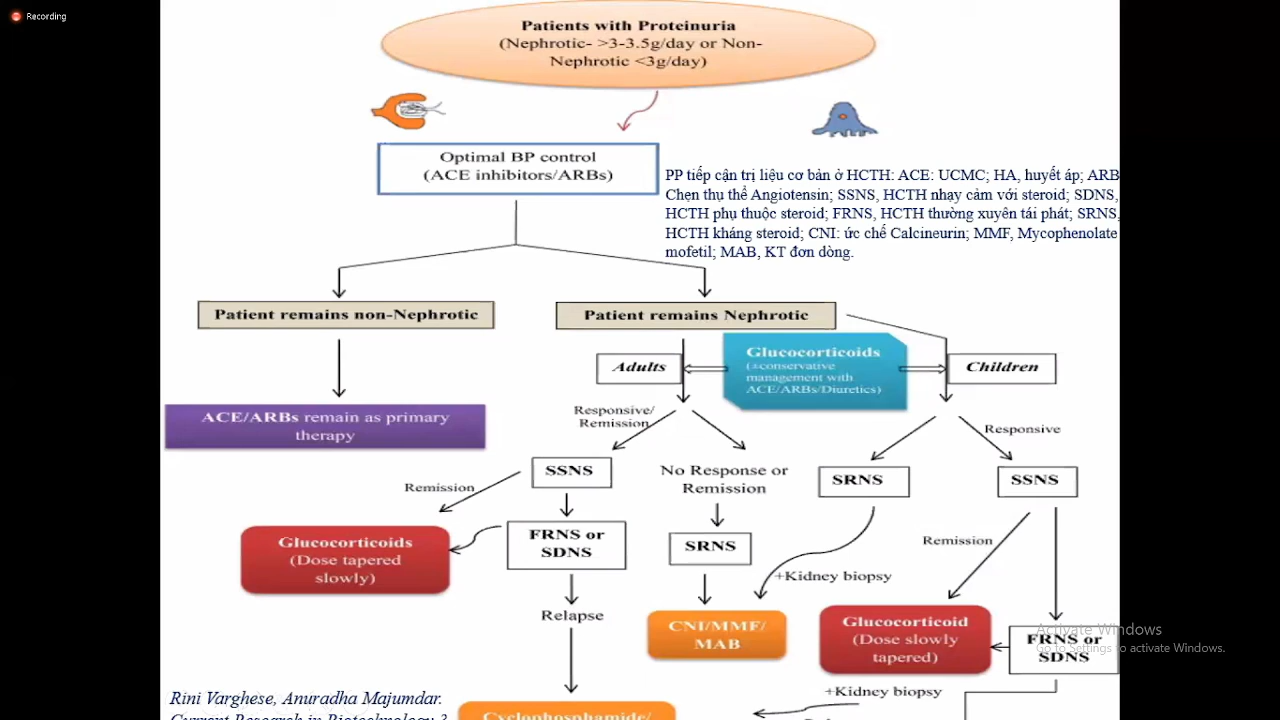 Recording
Patients with Proteinuria
(Nephrotic- >3-3.5g/day or Non-
Nephrotic <3g/day)
Optimal BP control
(ACE inhibitors/ARBs)
PP tiếp cận trị liệu cơ bản ở HCTH: ACE: UCMC; HA, huyết áp; ARB
Chẹn thụ thể Angiotensin; SSNS, HCTH nhạy cảm với steroid; SDNS,
HCTH phụ thuộc steroid; FRNS, HCTH thường xuyên tái phát; SRNS,
HCTH kháng steroid; CNI: ức chế Calcineurin; MMF, Mycophenolate
mofetil; MAB, KT đơn dòng.
Patient remains non-Nephrotic
Patient remains Nephrotic
Adults
Glucocorticoids
(±conservative
management with
ACE/ARBs/Diuretics)
Children
ACE/ARBs remain as primary
therapy
Responsive/
Remission
Responsive
SSNS
No Response or
Remission
SRNS
SSNS
Remission
Glucocorticoids
(Dose tapered
slowly)
FRNS or
SDNS
SRNS
Remission
+Kidney biopsy
Relapse
CNI/MMF/
MAB
Glucocorticoid
(Dose slowly
tapered)
FRNS or
SDNS
Activate Windows
Go to Settings to activate Windows.
+Kidney biopsy
Rini Varghese, Anuradha Majumdar.
Current Research in Biotechnology 3
Cyclophosphamide/